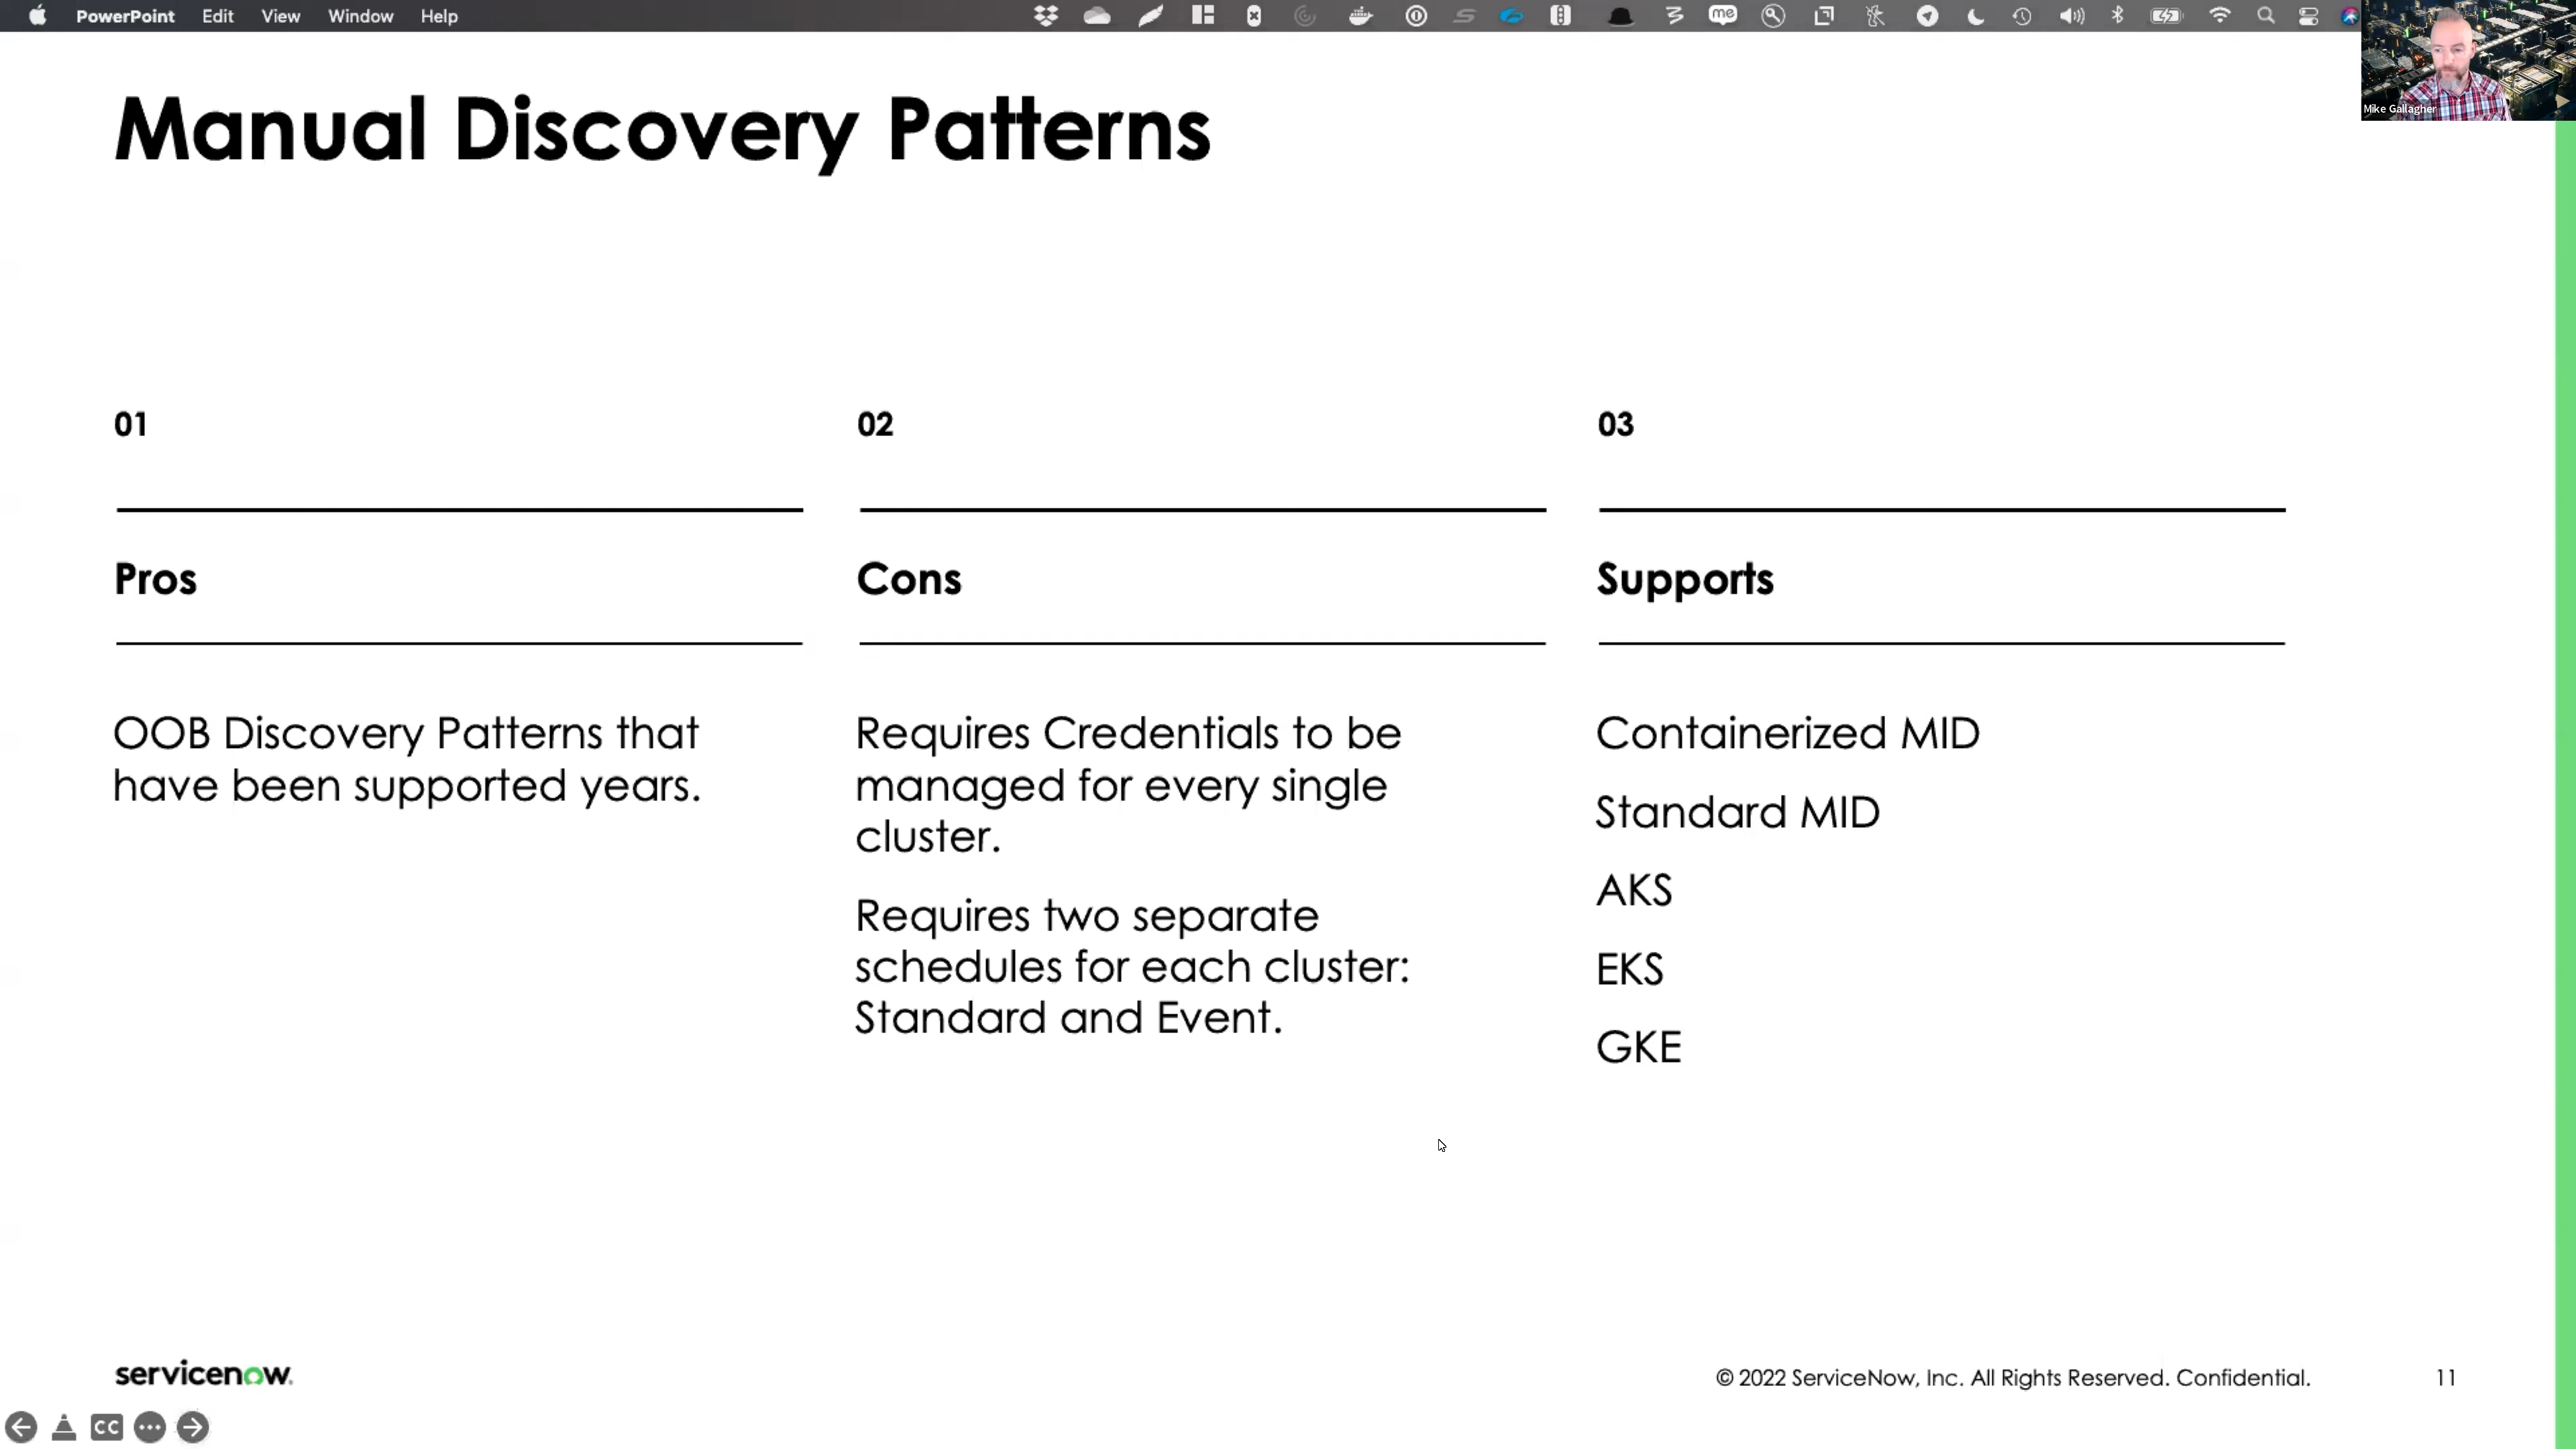 PowerPoint Edit View Window Help
me
Mike Gallagher
Manual Discovery Patterns
01
02
03
Pros
Cons
Supports
OOB Discovery Patterns that
have been supported years.
Requires Credentials to be
managed for every single
cluster.
Requires two separate
schedules for each cluster:
Standard and Event.
Containerized MID
Standard MID
AKS
EKS
GKE
servicenow.
© 2022 ServiceNow, Inc. All Rights Reserved. Confidential.
11
CC